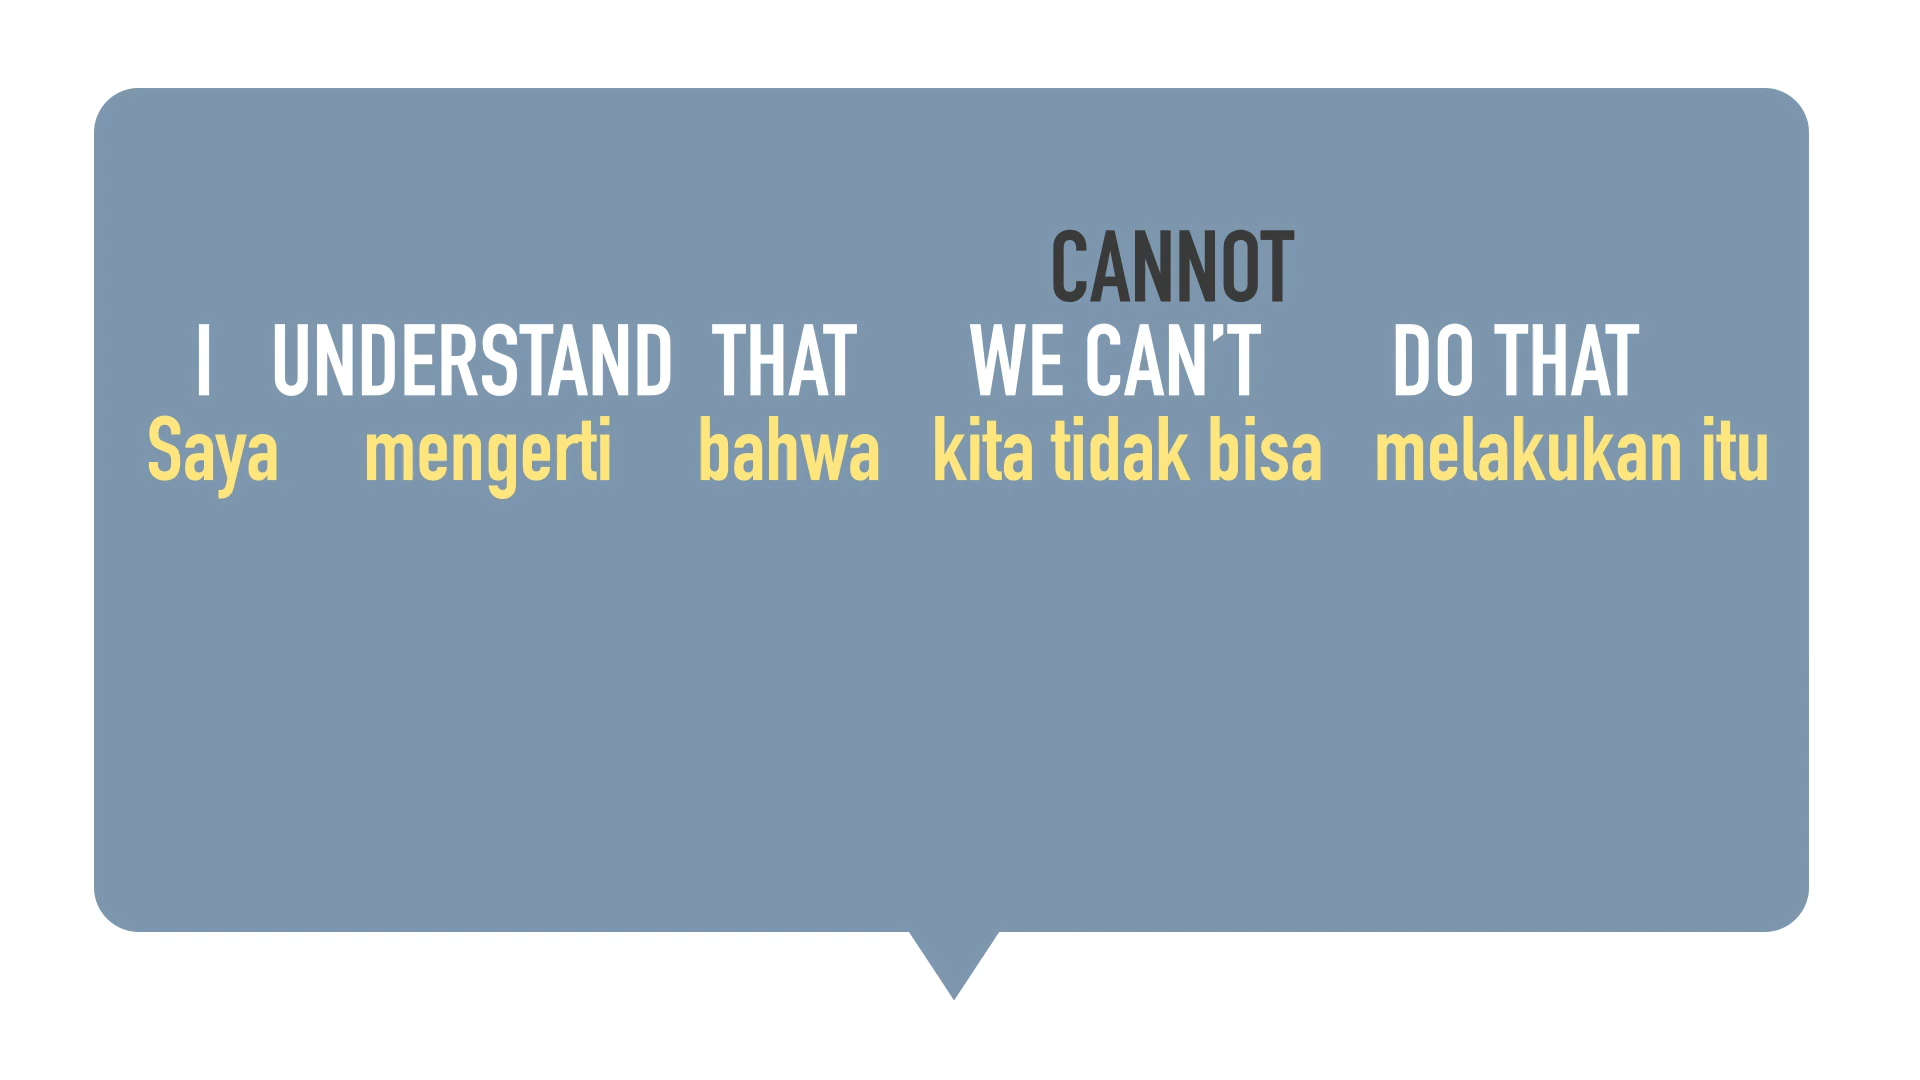 CANNOT
I UNDERSTAND THAT WE CAN’T DO THAT
Saya mengerti bahwa kita tidak bisa melakukan itu